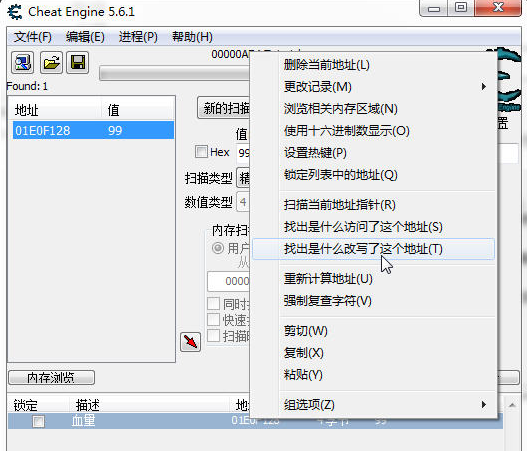 Cheat Engine 5.6.1
文件(F) 编辑(E) 进程(P) 帮助(H)
Found:1
地址 值
01E0F128 99
新的扫描
值
Hex 99
扫描类型 精
数值类型 4
内存扫
用户
从
0000
同时扫
快速扫
扫描时
置
删除当前地址(L)
更改记录(M)
浏览相关内存区域(N)
使用十六进制数显示(O)
设置热键(P)
锁定列表中的地址(Q)
扫描当前地址指针(R)
找出是什么访问了这个地址(S)
找出是什么改写了这个地址(T)
重新计算地址(U)
强制复查字符(V)
剪切(W)
复制(X)
粘贴(Y)
组选项(Z)
内存浏览
锁定 描述
血量 01E0F128 4字节 99